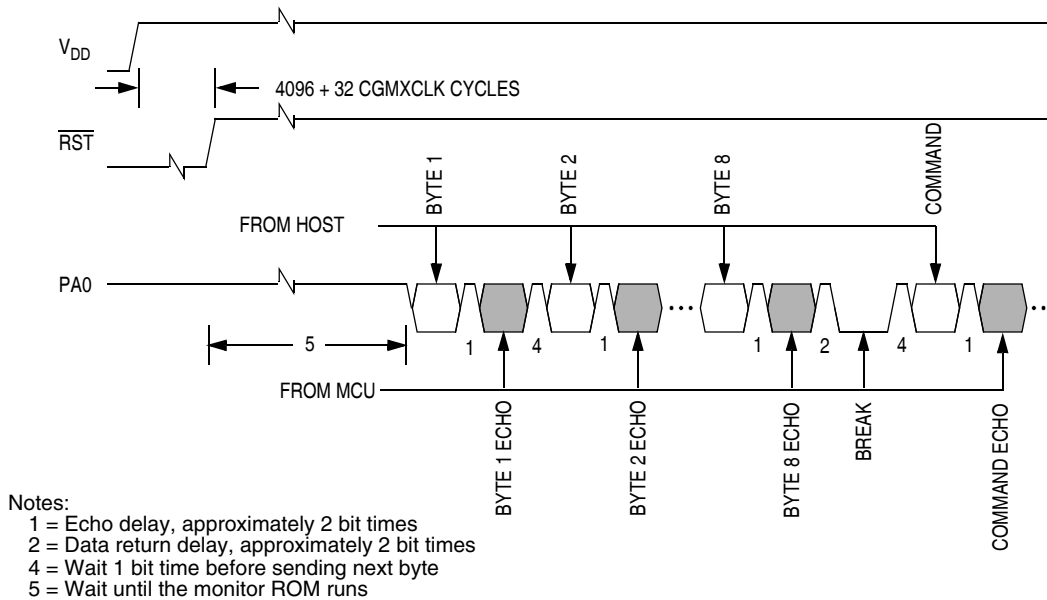 VDD
4096 + 32 CGMXCLK CYCLES
RST
BYTE 1
BYTE 2
BYTE 8
COMMAND
FROM HOST
PA0
5
1
4
1
1
2
4
1
FROM MCU
BYTE 1 ECHO
BYTE 2 ECHO
BYTE 8 ECHO
BREAK
COMMAND ECHO
Notes:
1 = Echo delay, approximately 2 bit times
2 = Data return delay, approximately 2 bit times
4 = Wait 1 bit time before sending next byte
5 = Wait until the monitor ROM runs